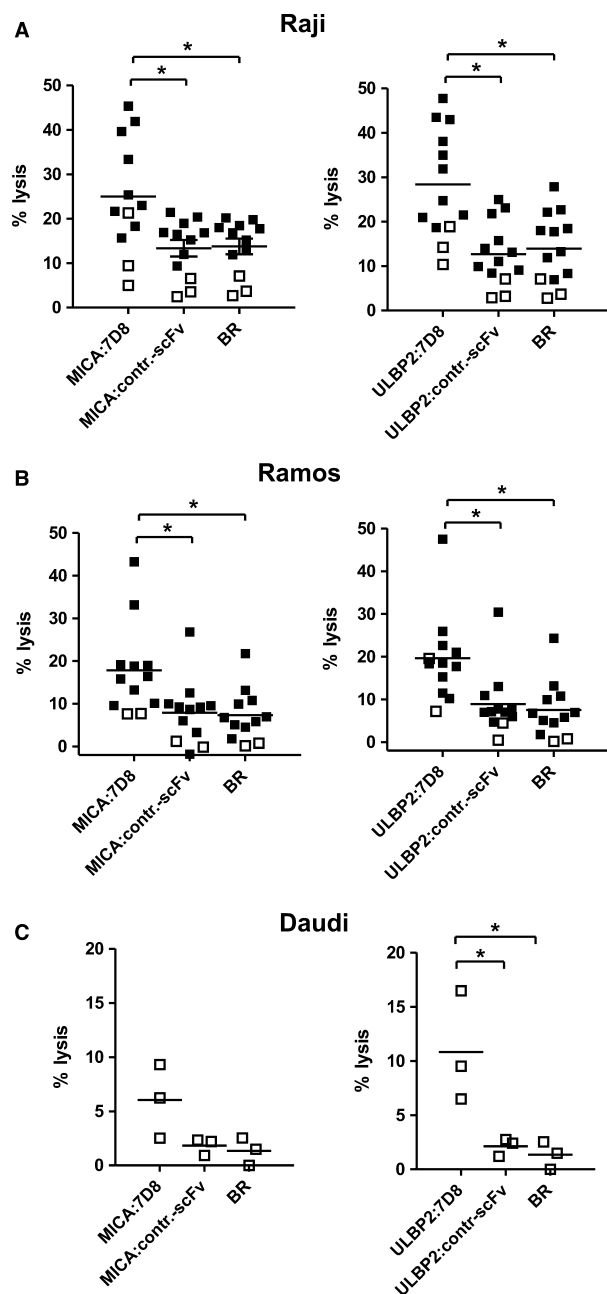 A
Raji
*
*
50
40
30
20
10
0
% lysis
MICA:7D8
MICA:contr.-scFv
BR
*
*
50
40
30
20
10
0
% lysis
ULBP2:7D8
ULBP2:contr.-scFv
BR
B
Ramos
*
*
50
40
30
20
10
0
% lysis
MICA:7D8
MICA:contr.-scFv
BR
*
*
50
40
30
20
10
0
% lysis
ULBP2:7D8
ULBP2:contr.-scFv
BR
C
Daudi
20
15
10
5
0
% lysis
MICA:7D8
MICA:contr.-scFv
BR
*
*
20
15
10
5
0
% lysis
ULBP2:7D8
ULBP2:contr-scFv
BR